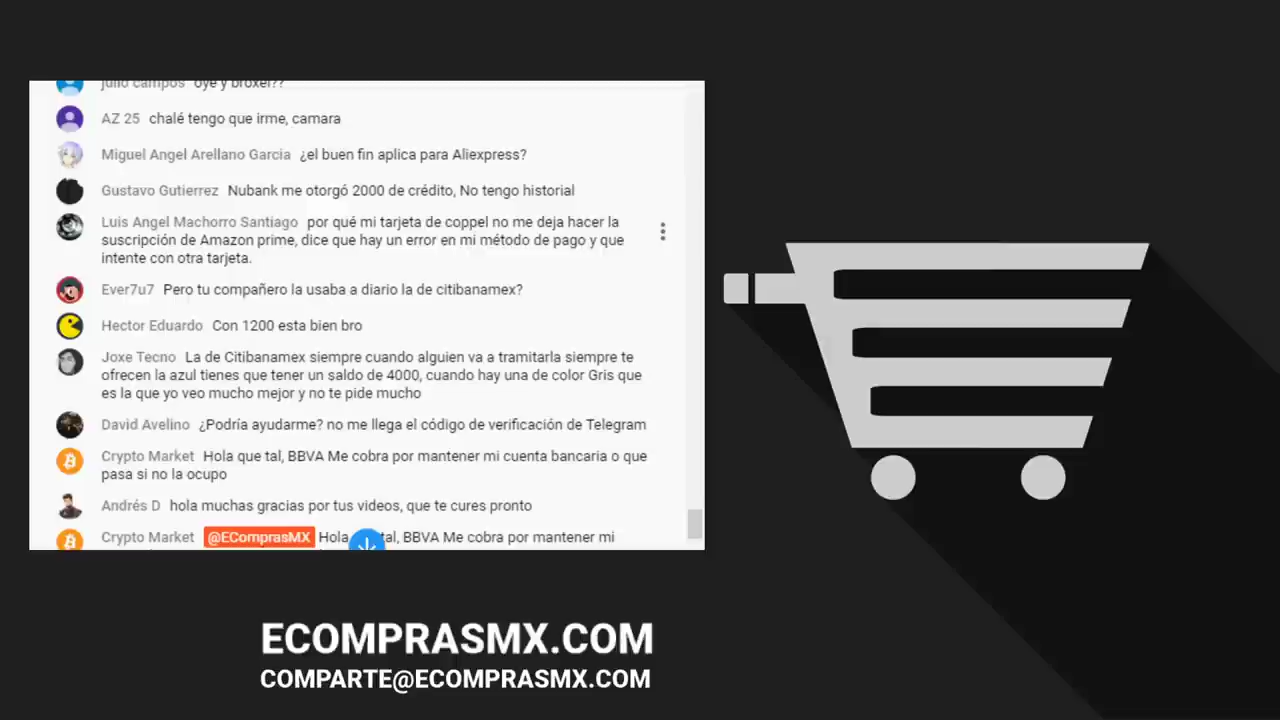 julio campos oye y broxel??
AZ 25 chalé tengo que irme, camara
Miguel Angel Arellano Garcia ¿el buen fin aplica para Aliexpress?
Gustavo Gutierrez Nubank me otorgó 2000 de crédito, No tengo historial
Luis Angel Machorro Santiago por qué mi tarjeta de coppel no me deja hacer la
suscripción de Amazon prime, dice que hay un error en mi método de pago y que
intente con otra tarjeta.
Ever7u7 Pero tu compañero la usaba a diario la de citibanamex?
Hector Eduardo Con 1200 esta bien bro
Joxe Tecno La de Citibanamex siempre cuando alguien va a tramitarla siempre te
ofrecen la azul tienes que tener un saldo de 4000, cuando hay una de color Gris que
es la que yo veo mucho mejor y no te pide mucho
David Avelino ¿Podría ayudarme? no me llega el código de verificación de Telegram
Crypto Market Hola que tal, BBVA Me cobra por mantener mi cuenta bancaria o que
pasa si no la ocupo
Andrés D hola muchas gracias por tus videos, que te cures pronto
Crypto Market @EComprasMX Hola tal, BBVA Me cobra por mantener mi
ECOMPRASMX.COM
COMPARTE@ECOMPRASMX.COM